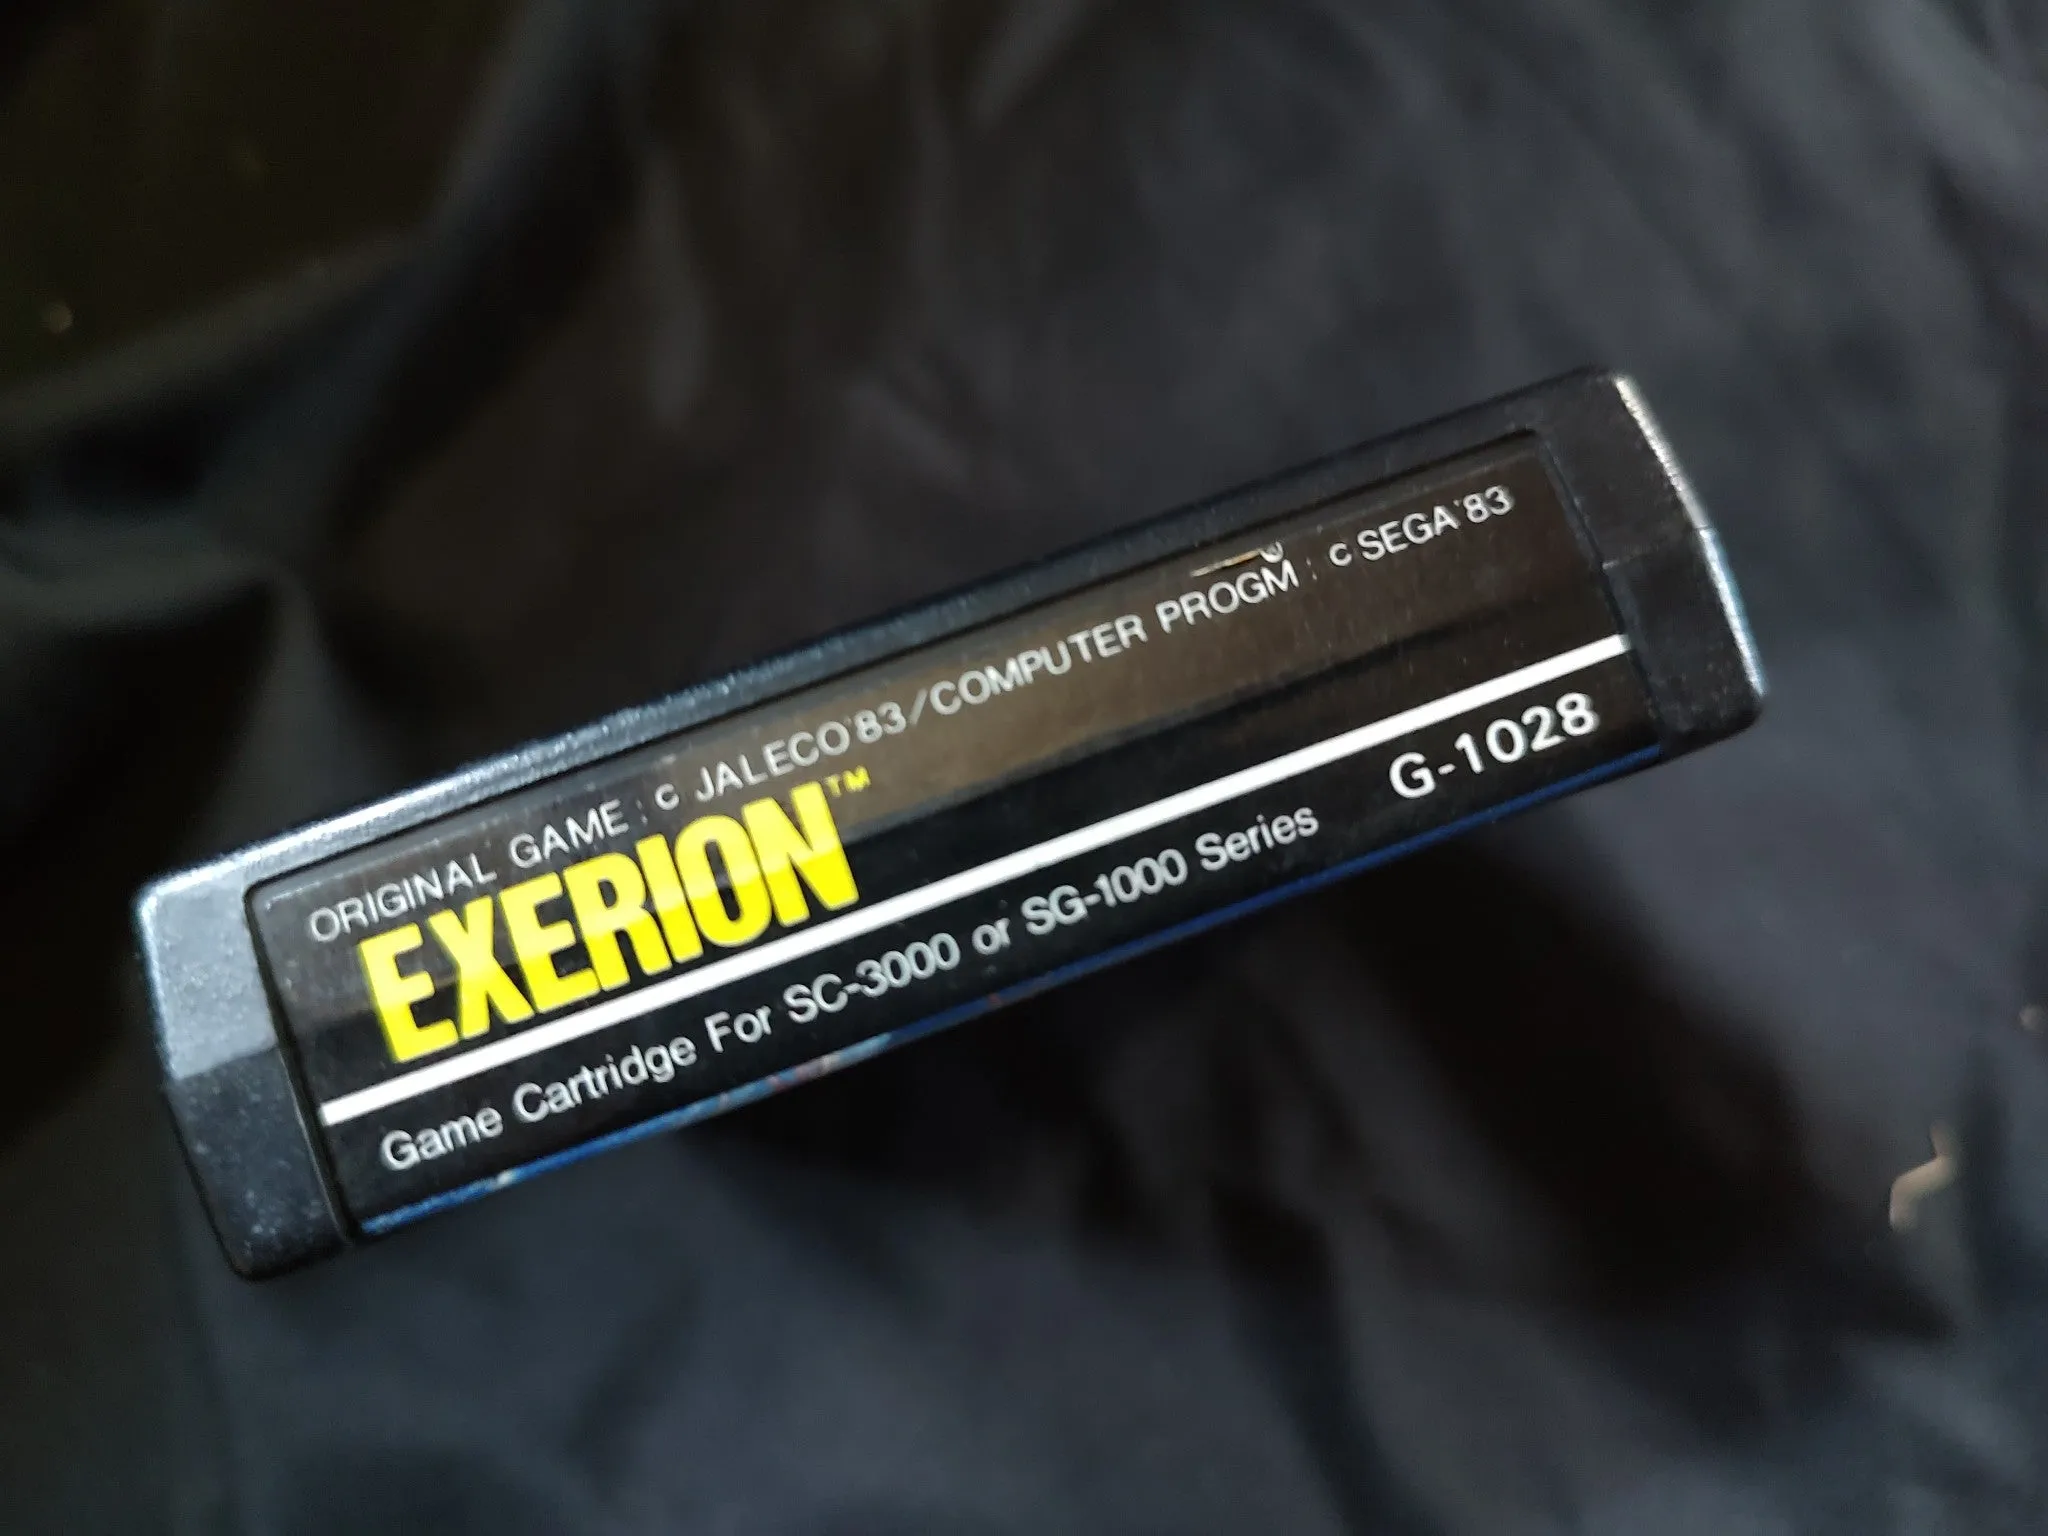 ORIGINAL GAME : c JALECO '83/COMPUTER PROGM : c SEGA '83
EXERION™
Game Cartridge For SC-3000 or SG-1000 Series G-1028